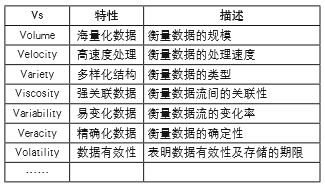 Vs 特性 描述
Volume 海量化数据 衡量数据的规模
Velocity 高速度处理 衡量数据的处理速度
Variety 多样化结构 衡量数据的类型
Viscosity 强关联数据 衡量数据流间的关联性
Variability 易变化数据 衡量数据流的变化率
Veracity 精确化数据 衡量数据的确定性
Volatility 数据有效性 表明数据有效性及存储的期限
……